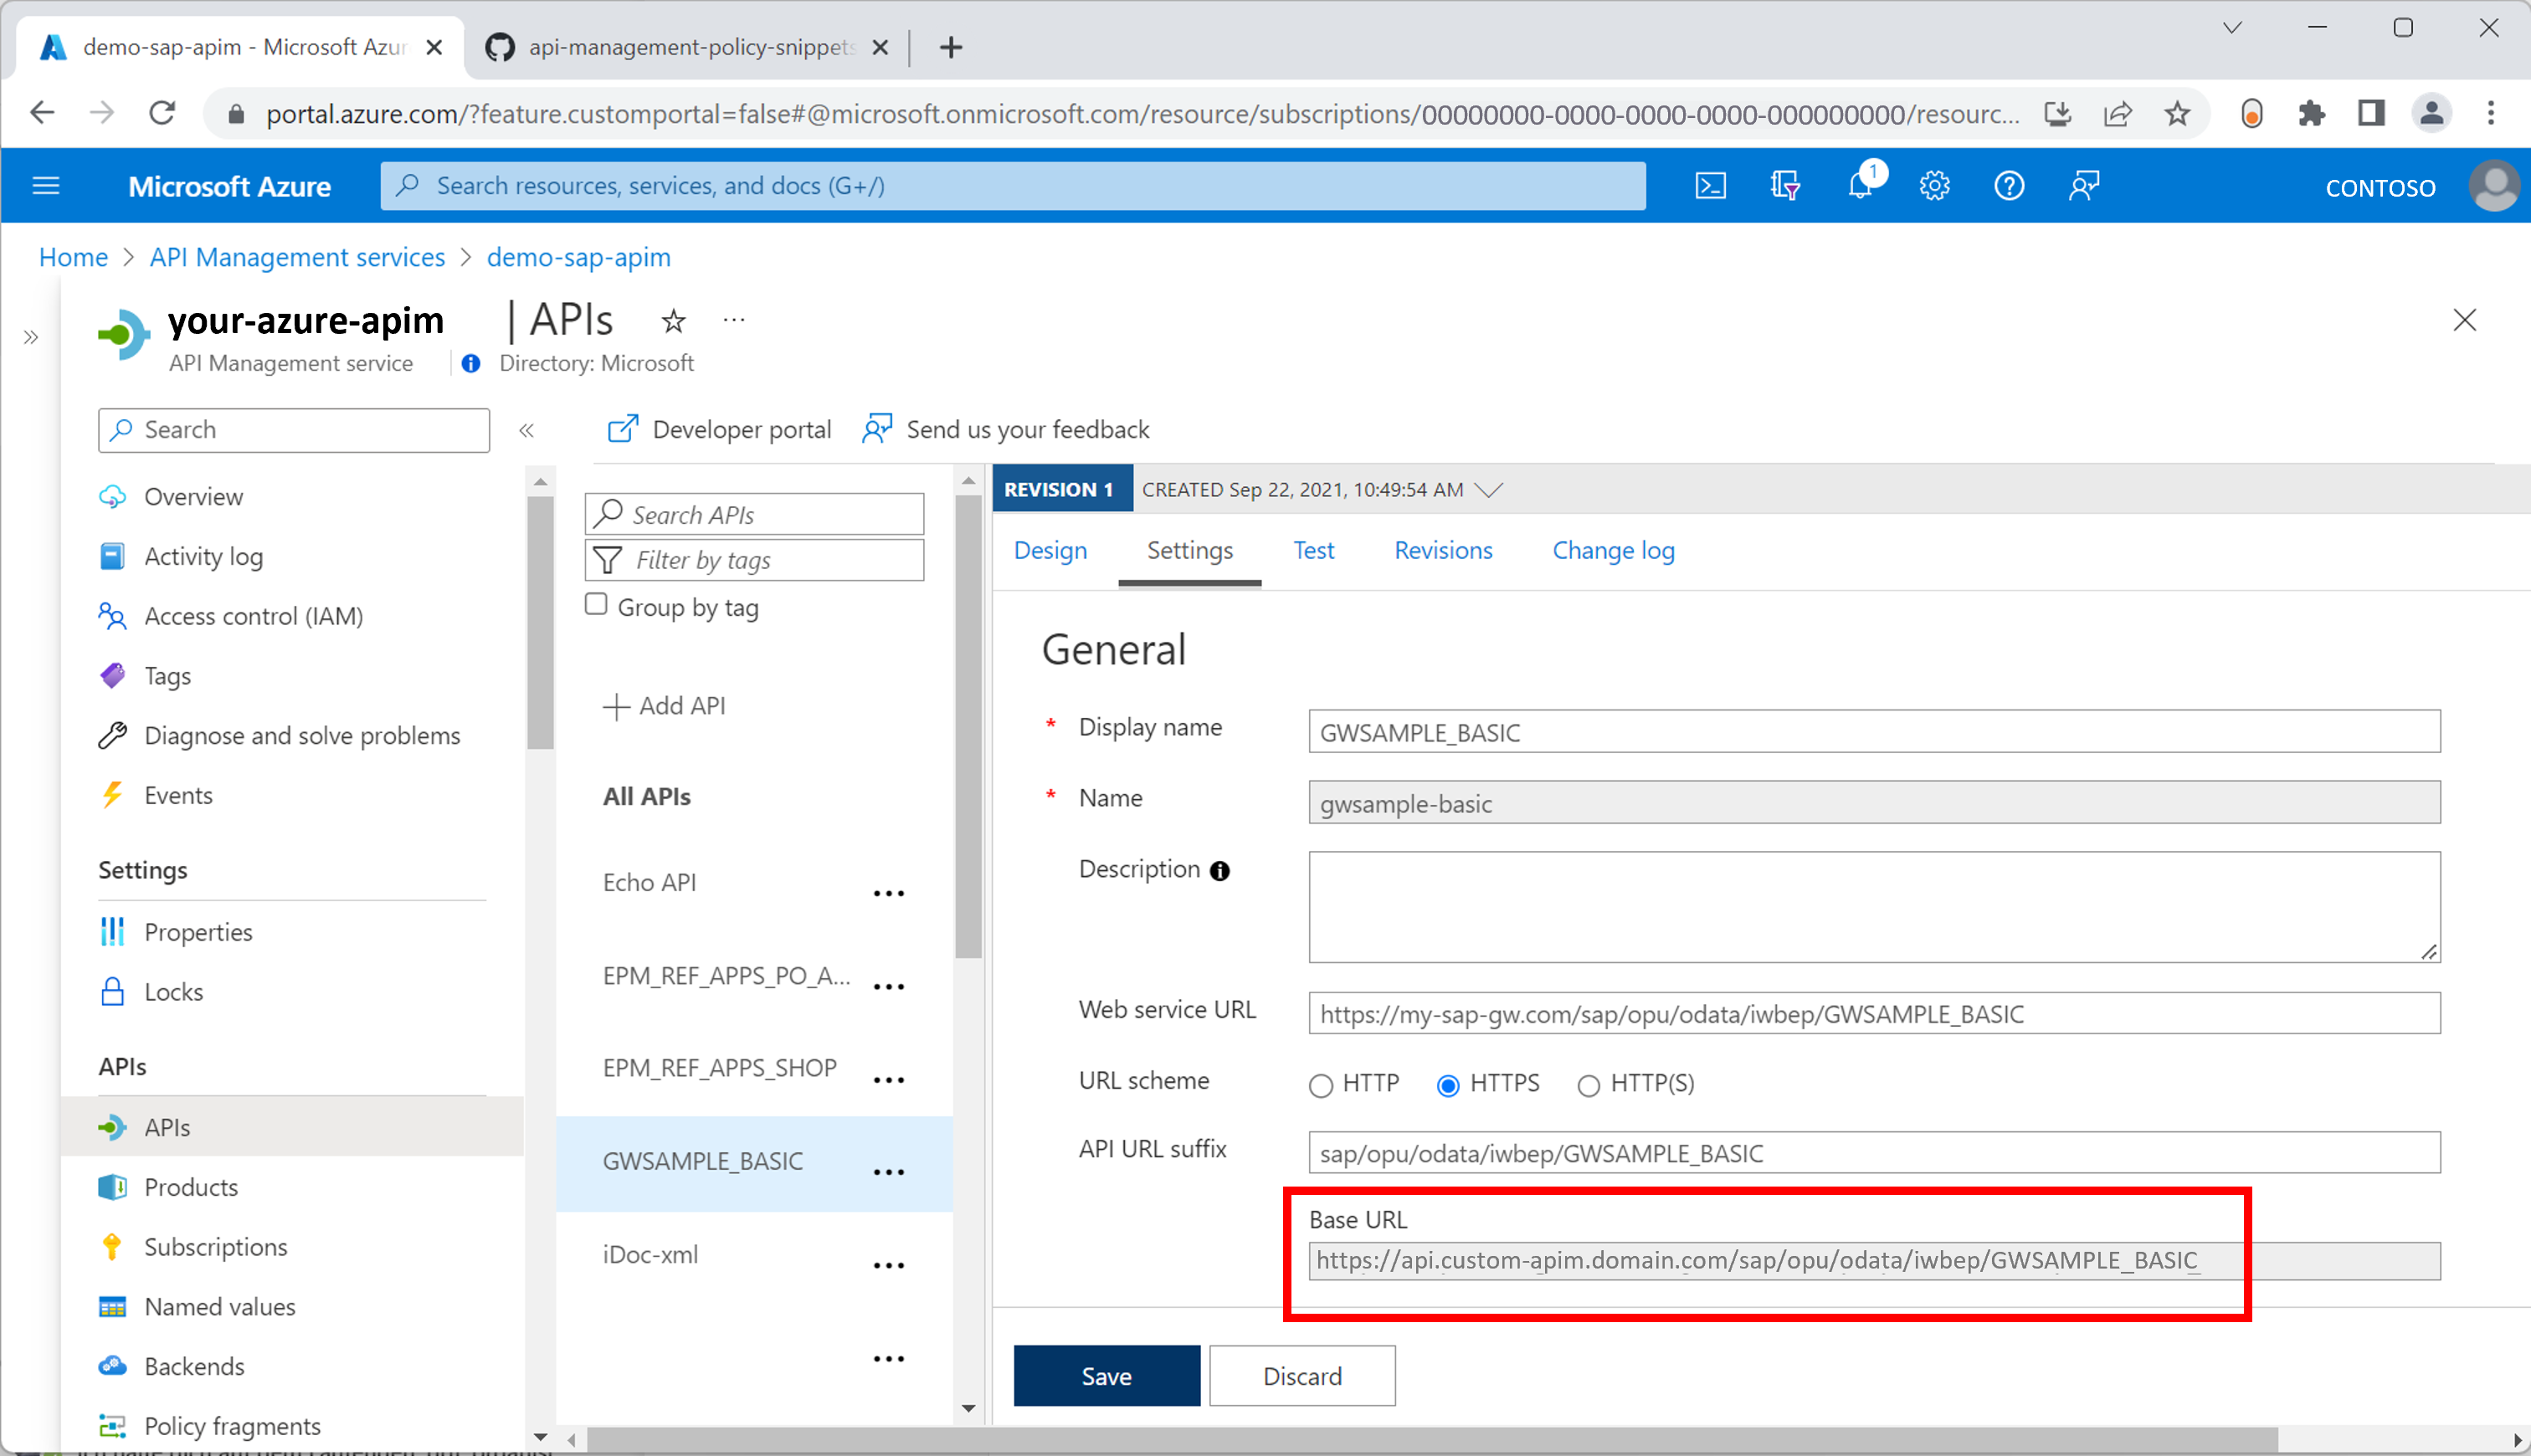 demo-sap-apim - Microsoft Azur
api-management-policy-snippets
portal.azure.com/?feature.customportal=false#@microsoft.onmicrosoft.com/resource/subscriptions/00000000-0000-0000-0000-000000000/resourc...
Microsoft Azure
Search resources, services, and docs (G+/)
1
CONTOSO
Home > API Management services > demo-sap-apim
your-azure-apim | APIs
API Management service
Directory: Microsoft
Search
Developer portal
Send us your feedback
Overview
Activity log
Access control (IAM)
Tags
Diagnose and solve problems
Events
Settings
Properties
Locks
APIs
APIs
Products
Subscriptions
Named values
Backends
Policy fragments
Search APIs
Filter by tags
Group by tag
+ Add API
All APIs
Echo API
EPM_REF_APPS_PO_A...
EPM_REF_APPS_SHOP
GWSAMPLE_BASIC
iDoc-xml
REVISION 1
CREATED Sep 22, 2021, 10:49:54 AM
Design
Settings
Test
Revisions
Change log
General
* Display name
GWSAMPLE_BASIC
* Name
gwsample-basic
Description
Web service URL
https://my-sap-gw.com/sap/opu/odata/iwbep/GWSAMPLE_BASIC
URL scheme
HTTP
HTTPS
HTTP(S)
API URL suffix
sap/opu/odata/iwbep/GWSAMPLE_BASIC
Base URL
https://api.custom-apim.domain.com/sap/opu/odata/iwbep/GWSAMPLE_BASIC
Save
Discard